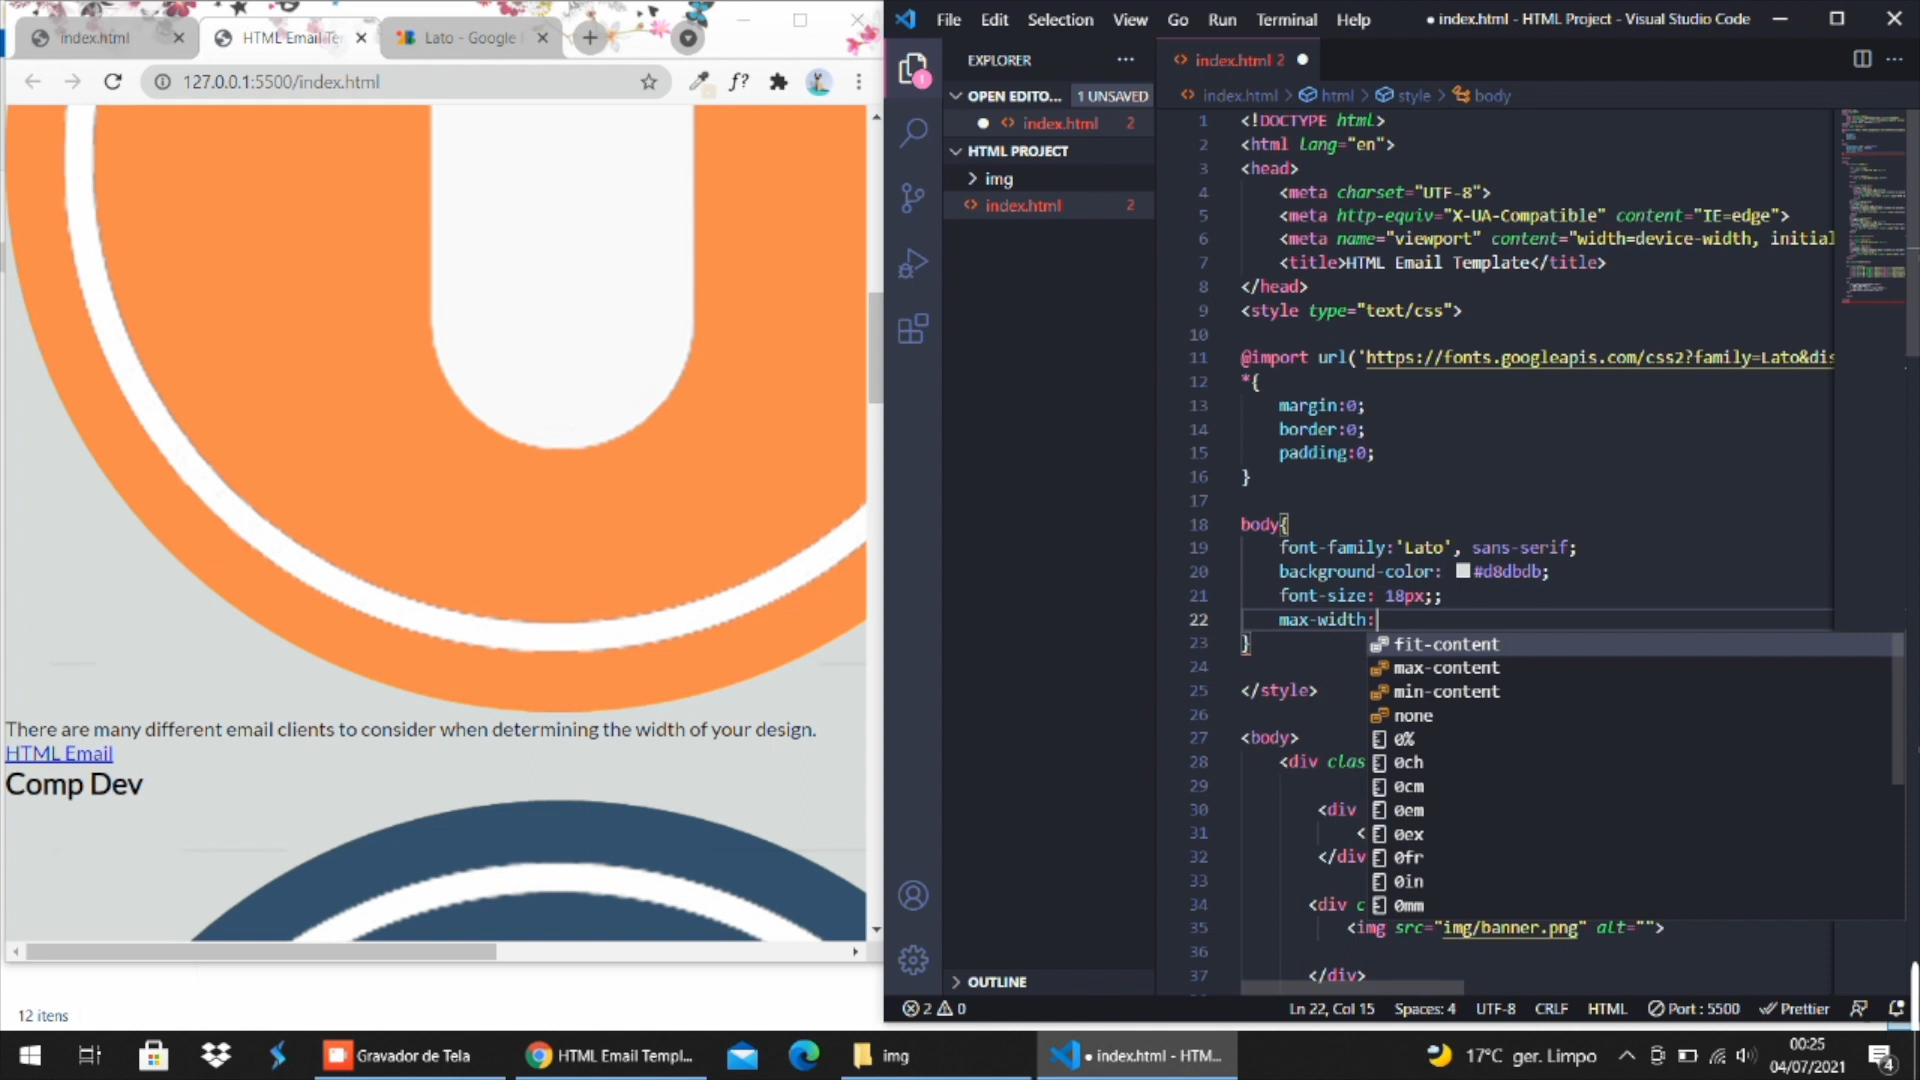 index.html
HTML Email Te
Lato - Google
127.0.0.1:5500/index.html
f?
There are many different email clients to consider when determining the width of your design.
HTML Email
Comp Dev
12 itens
File Edit Selection View Go Run Terminal Help
● index.html - HTML Project - Visual Studio Code
EXPLORER
1
OPEN EDITO... 1 UNSAVED
index.html 2
HTML PROJECT
img
index.html 2
OUTLINE
index.html 2
index.html > html > style > body
1 <!DOCTYPE html>
2 <html lang="en">
3 <head>
4 <meta charset="UTF-8">
5 <meta http-equiv="X-UA-Compatible" content="IE=edge">
6 <meta name="viewport" content="width=device-width, initial
7 <title>HTML Email Template</title>
8 </head>
9 <style type="text/css">
10
11 @import url('https://fonts.googleapis.com/css2?family=Lato&dis
12 *{
13 margin:0;
14 border:0;
15 padding:0;
16 }
17
18 body{
19 font-family:'Lato', sans-serif;
20 background-color: #d8dbdb;
21 font-size: 18px;;
22 max-width:
23 }
24
25 </style>
26
27 <body>
28 <div clas
29
30 <div
31 <
32 </div
33
34 <div c
35 <img src="img/banner.png" alt="">
36
37 </div>
fit-content
max-content
min-content
none
0%
0ch
0cm
0em
0ex
0fr
0in
0mm
2 0
Ln 22, Col 15 Spaces: 4 UTF-8 CRLF HTML Port : 5500 Prettier
Gravador de Tela
HTML Email Templ...
img
● index.html - HTM...
17°C ger. Limpo
00:25
04/07/2021
4